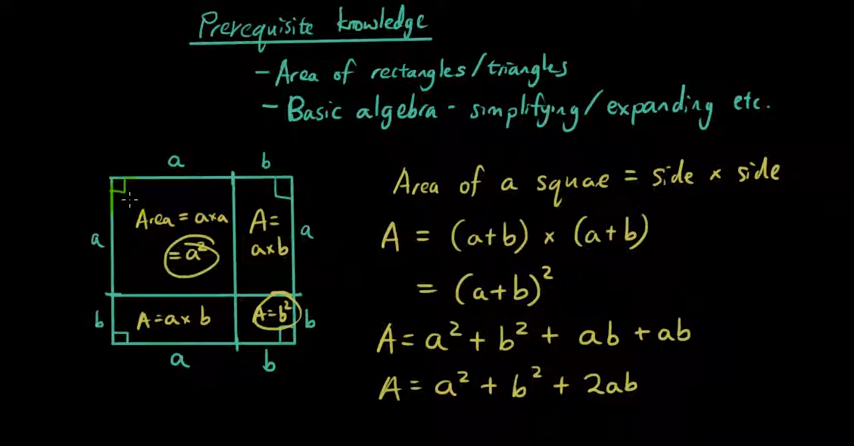 Prerequisite knowledge
- Area of rectangles/triangles
- Basic algebra - simplifying/expanding etc.
a b
a Area = a×a A= a
= a² a×b
b A=a× b A=b² b
a b
Area of a squae = side × side
A = (a+b) × (a+b)
= (a+b)²
A= a² + b² + ab +ab
A= a² + b² + 2ab